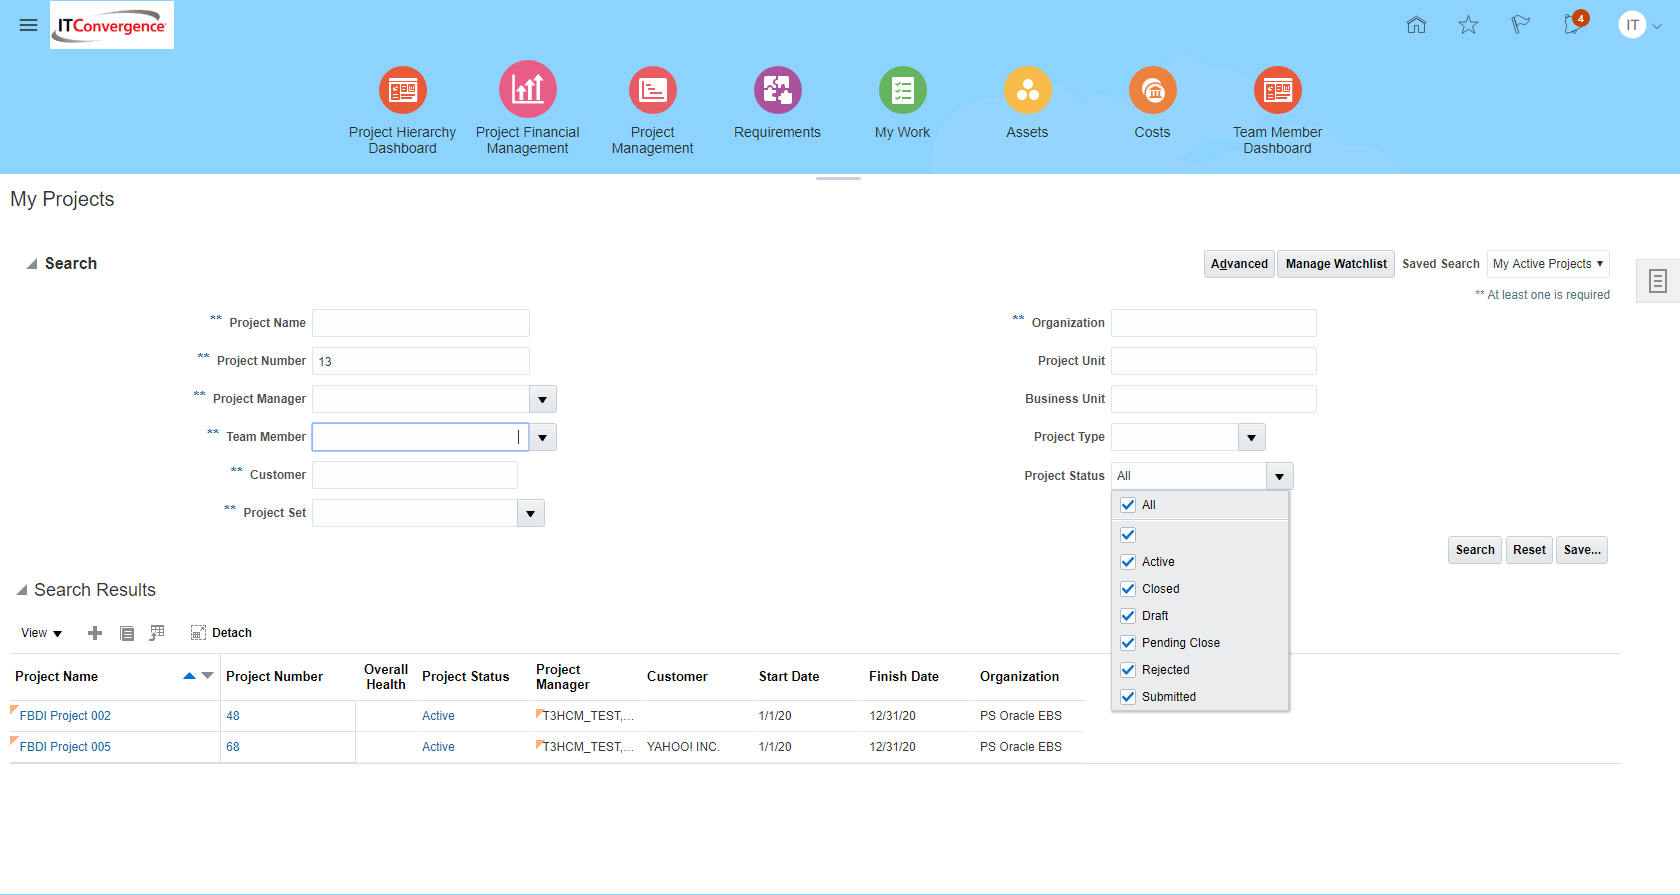 ITConvergence
4
IT
Project Hierarchy Dashboard
Project Financial Management
Project Management
Requirements
My Work
Assets
Costs
Team Member Dashboard
My Projects
Search
Advanced
Manage Watchlist
Saved Search
My Active Projects
** At least one is required
** Project Name
** Project Number 13
** Project Manager
** Team Member
** Customer
** Project Set
** Organization
Project Unit
Business Unit
Project Type
Project Status All
All
Active
Closed
Draft
Pending Close
Rejected
Submitted
Search Reset Save...
Search Results
View Detach
Project Name Project Number Overall Health Project Status Project Manager Customer Start Date Finish Date Organization
FBDI Project 002 48 Active T3HCM_TEST,... 1/1/20 12/31/20 PS Oracle EBS
FBDI Project 005 68 Active T3HCM_TEST,... YAHOO! INC. 1/1/20 12/31/20 PS Oracle EBS